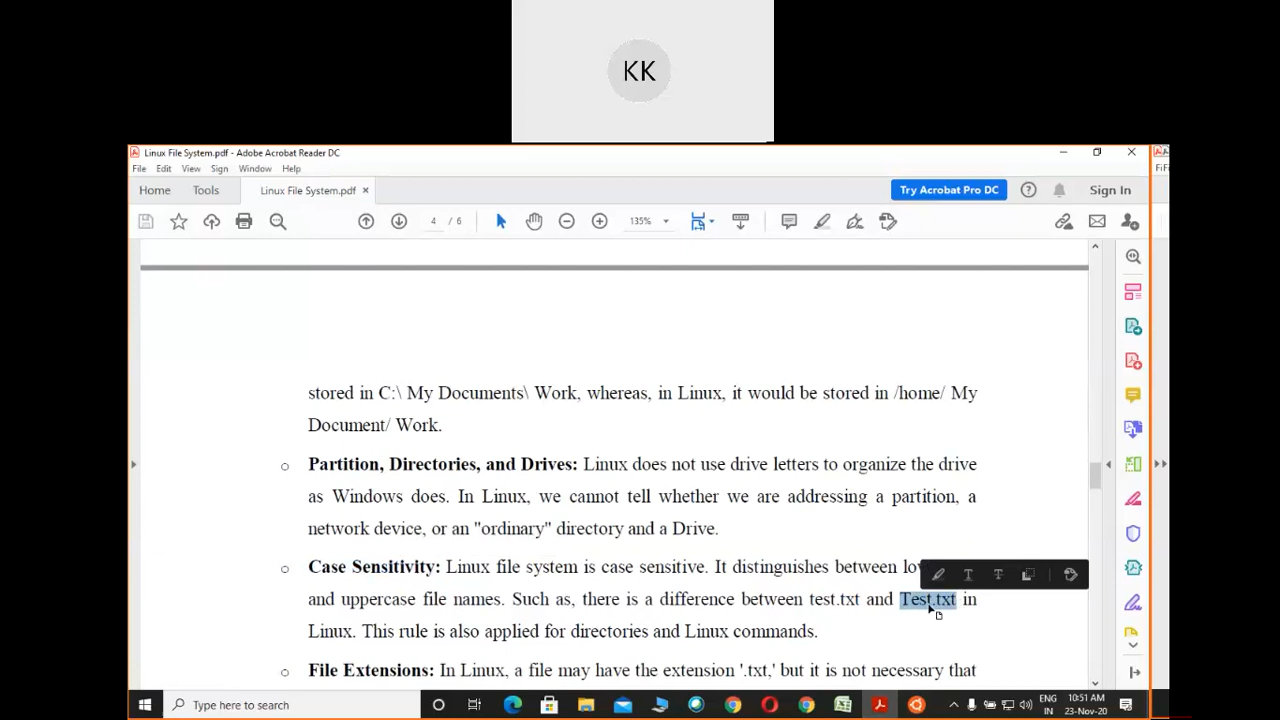 KK
Linux File System.pdf - Adobe Acrobat Reader DC
File Edit View Sign Window Help
Home Tools Linux File System.pdf × Try Acrobat Pro DC Sign In
4 / 6 135%
stored in C:\ My Documents\ Work, whereas, in Linux, it would be stored in /home/ My
Document/ Work.
o Partition, Directories, and Drives: Linux does not use drive letters to organize the drive
as Windows does. In Linux, we cannot tell whether we are addressing a partition, a
network device, or an "ordinary" directory and a Drive.
o Case Sensitivity: Linux file system is case sensitive. It distinguishes between
and uppercase file names. Such as, there is a difference between test.txt and Test.txt in
Linux. This rule is also applied for directories and Linux commands.
o File Extensions: In Linux, a file may have the extension '.txt,' but it is not necessary that
Type here to search
ENG
IN
10:51 AM
23-Nov-20